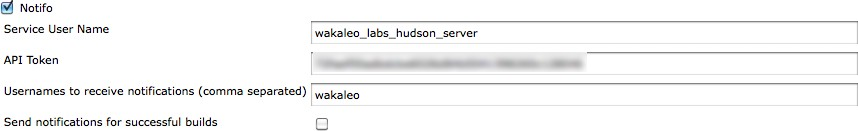 Notifo
Service User Name wakaleo_labs_hudson_server
API Token
Usernames to receive notifications (comma separated) wakaleo
Send notifications for successful builds